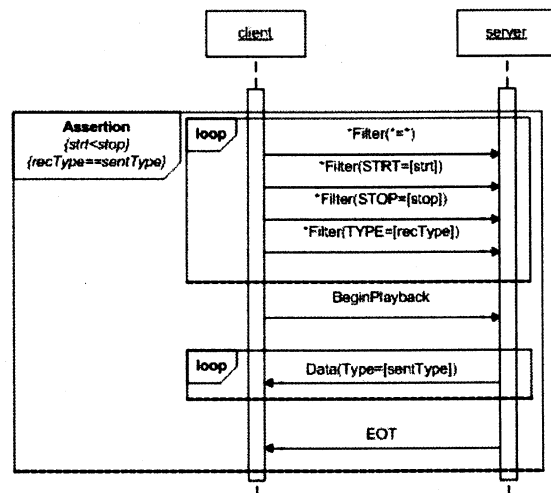 client
server
Assertion
{strt<stop}
{recType==sentType}
loop
*Filter(*=*)
*Filter(STRT=[strt])
*Filter(STOP=[stop])
*Filter(TYPE=[recType])
BeginPlayback
loop
Data(Type=[sentType])
EOT